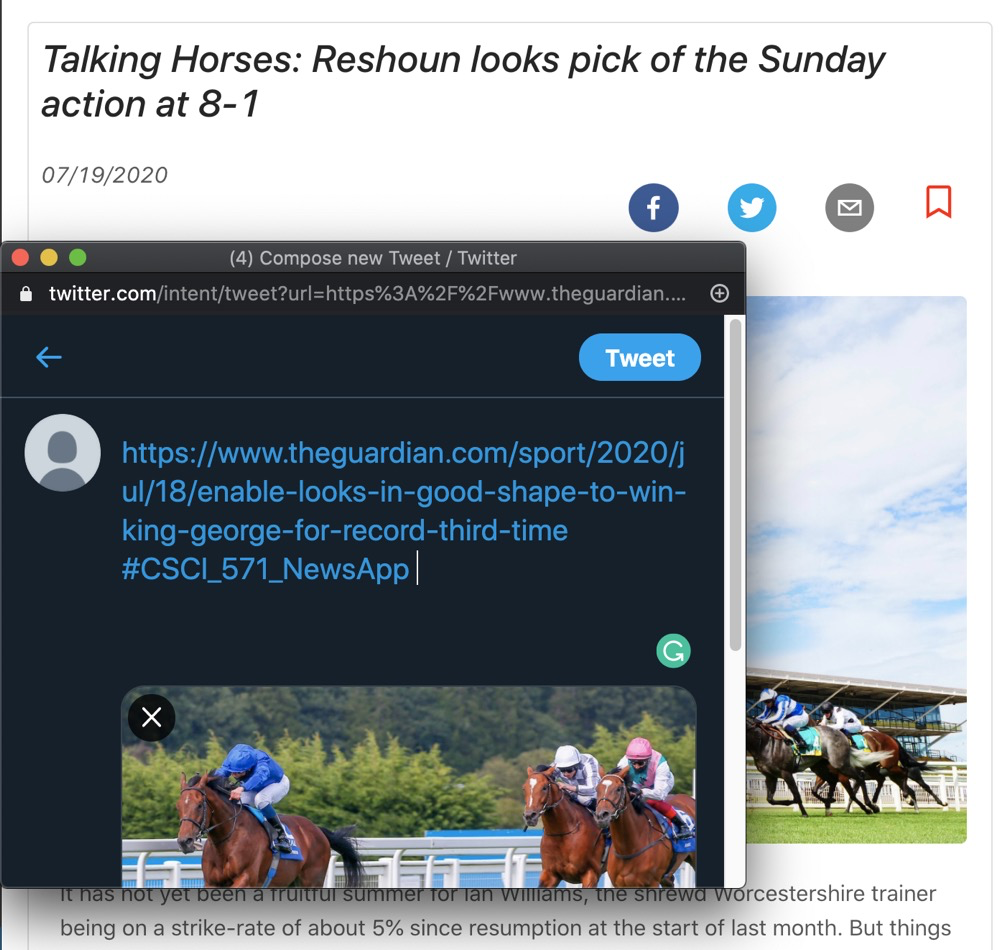 Talking Horses: Reshoun looks pick of the Sunday
action at 8-1
07/19/2020
(4) Compose new Tweet / Twitter
twitter.com/intent/tweet?url=https%3A%2F%2Fwww.theguardian....
Tweet
https://www.theguardian.com/sport/2020/j
ul/18/enable-looks-in-good-shape-to-win-
king-george-for-record-third-time
#CSCI_571_NewsApp
It has not yet been a fruitful summer for Ian Williams, the shrewd Worcestershire trainer
being on a strike-rate of about 5% since resumption at the start of last month. But things